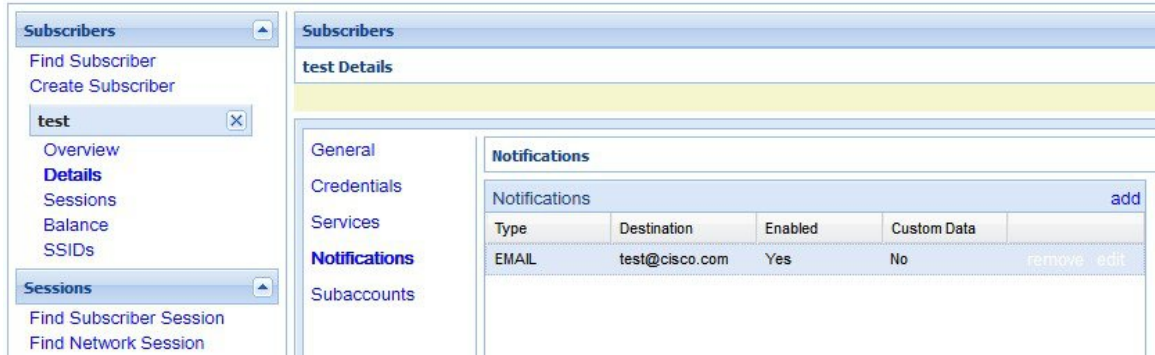 Subscribers
Find Subscriber
Create Subscriber
test
Overview
Details
Sessions
Balance
SSIDs
Sessions
Find Subscriber Session
Find Network Session
Subscribers
test Details
General
Credentials
Services
Notifications
Subaccounts
Notifications
Notifications add
Type Destination Enabled Custom Data
EMAIL test@cisco.com Yes No remove edit